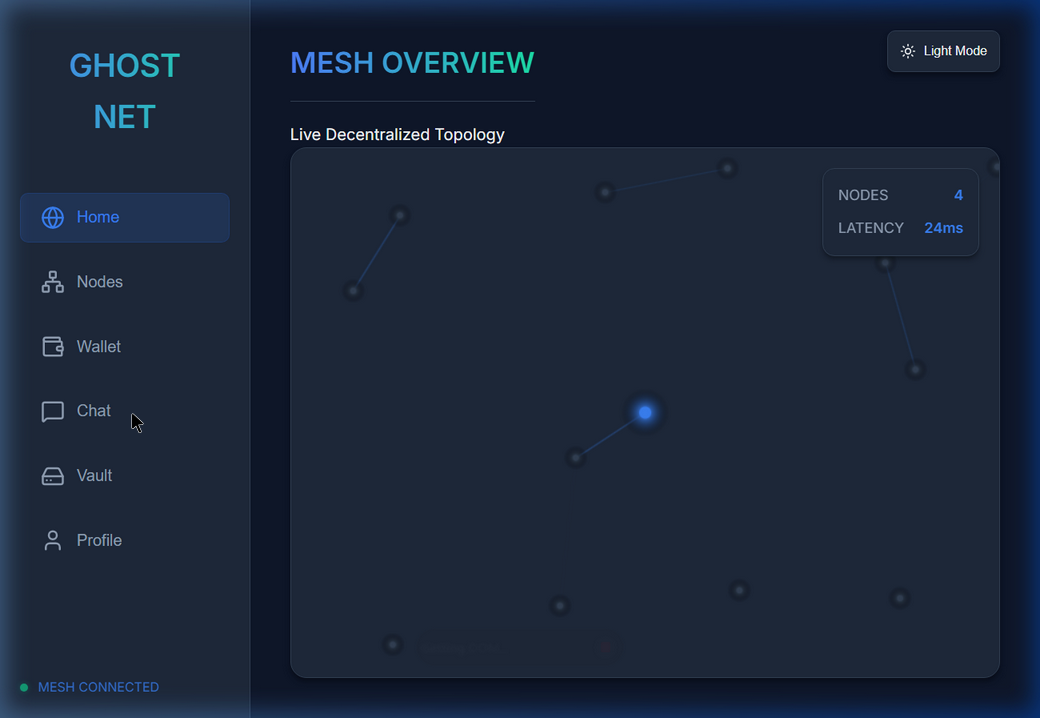 GHOST
NET
Home
Nodes
Wallet
Chat
Vault
Profile
MESH CONNECTED
MESH OVERVIEW
Light Mode
Live Decentralized Topology
NODES 4
LATENCY 24ms